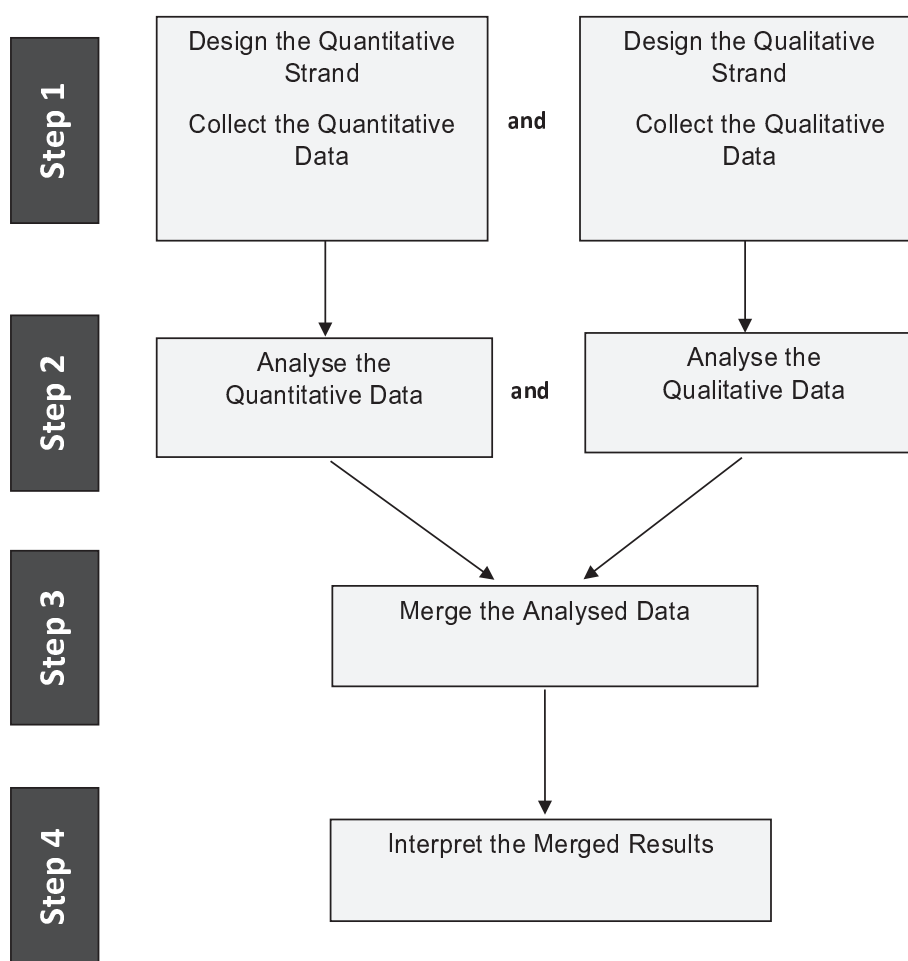 Step 1
Design the Quantitative
Strand
Collect the Quantitative
Data
and
Design the Qualitative
Strand
Collect the Qualitative
Data
Step 2
Analyse the
Quantitative Data
and
Analyse the
Qualitative Data
Step 3
Merge the Analysed Data
Step 4
Interpret the Merged Results